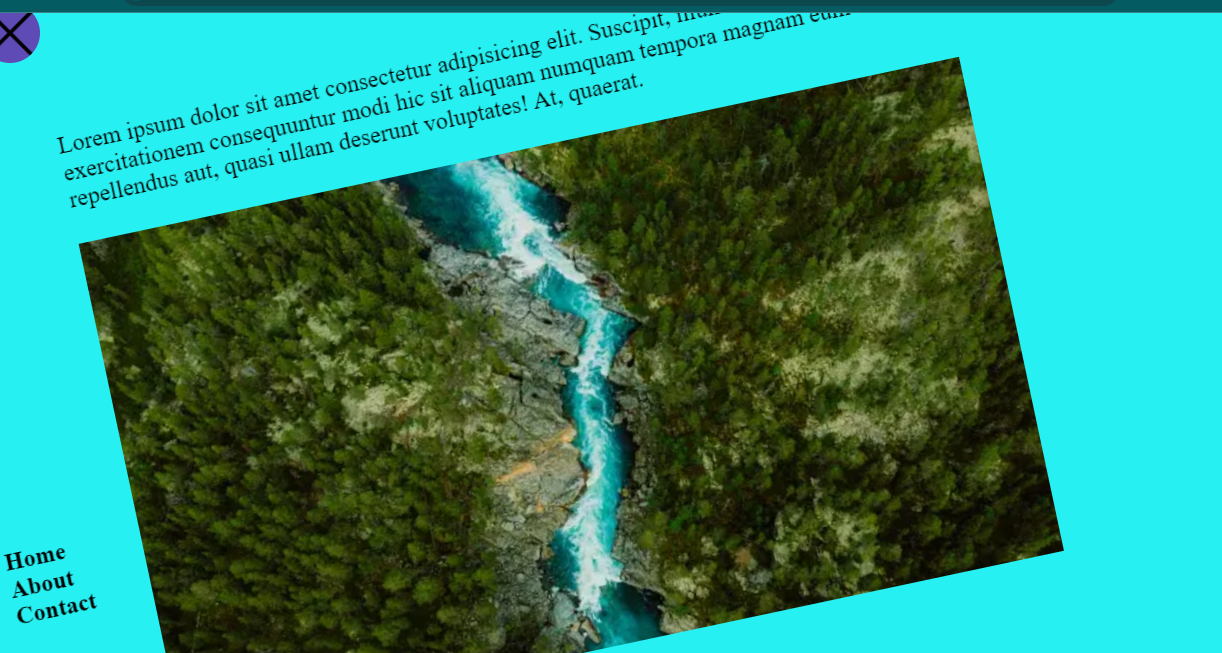 Lorem ipsum dolor sit amet consectetur adipisicing elit. Suscipit,
exercitationem consequuntur modi hic sit aliquam numquam tempora magnam eum
repellendus aut, quasi ullam deserunt voluptates! At, quaerat.
Home
About
Contact